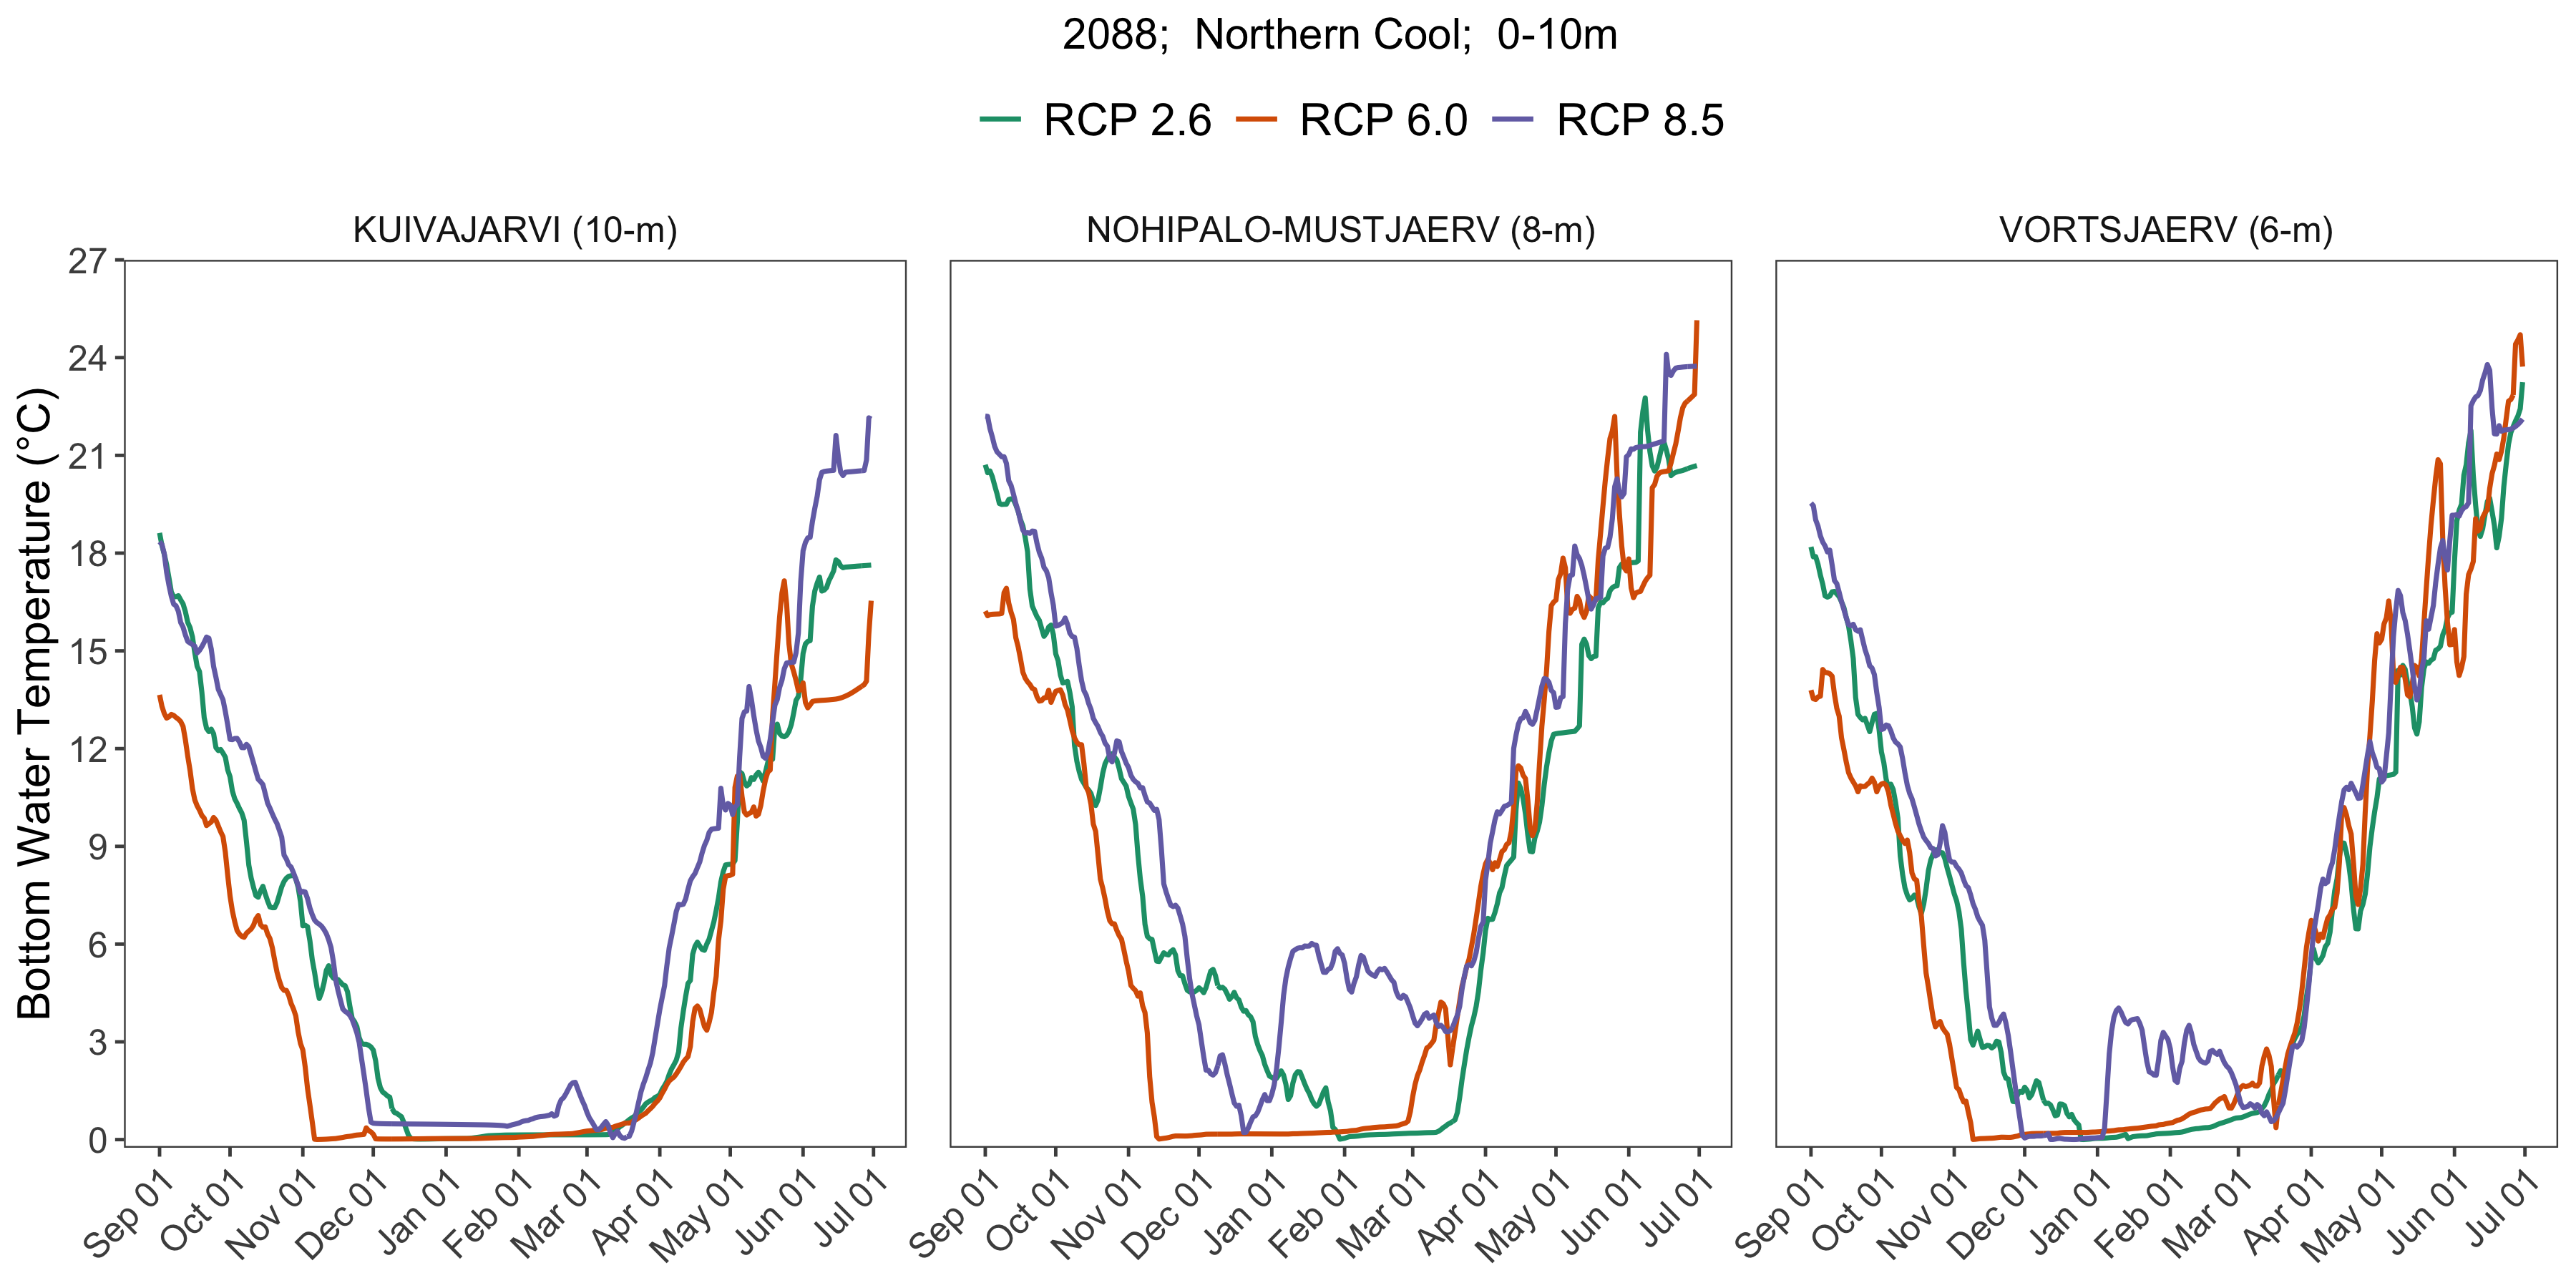 2088;  Northern Cool;  0-10m
RCP 2.6 RCP 6.0 RCP 8.5
KUIVAJARVI (10-m) NOHIPALO-MUSTJAERV (8-m) VORTSJAERV (6-m)
Bottom Water Temperature (°C)
27
24
21
18
15
12
9
6
3
0
Sep 01 Oct 01 Nov 01 Dec 01 Jan 01 Feb 01 Mar 01 Apr 01 May 01 Jun 01 Jul 01 Sep 01 Oct 01 Nov 01 Dec 01 Jan 01 Feb 01 Mar 01 Apr 01 May 01 Jun 01 Jul 01 Sep 01 Oct 01 Nov 01 Dec 01 Jan 01 Feb 01 Mar 01 Apr 01 May 01 Jun 01 Jul 01